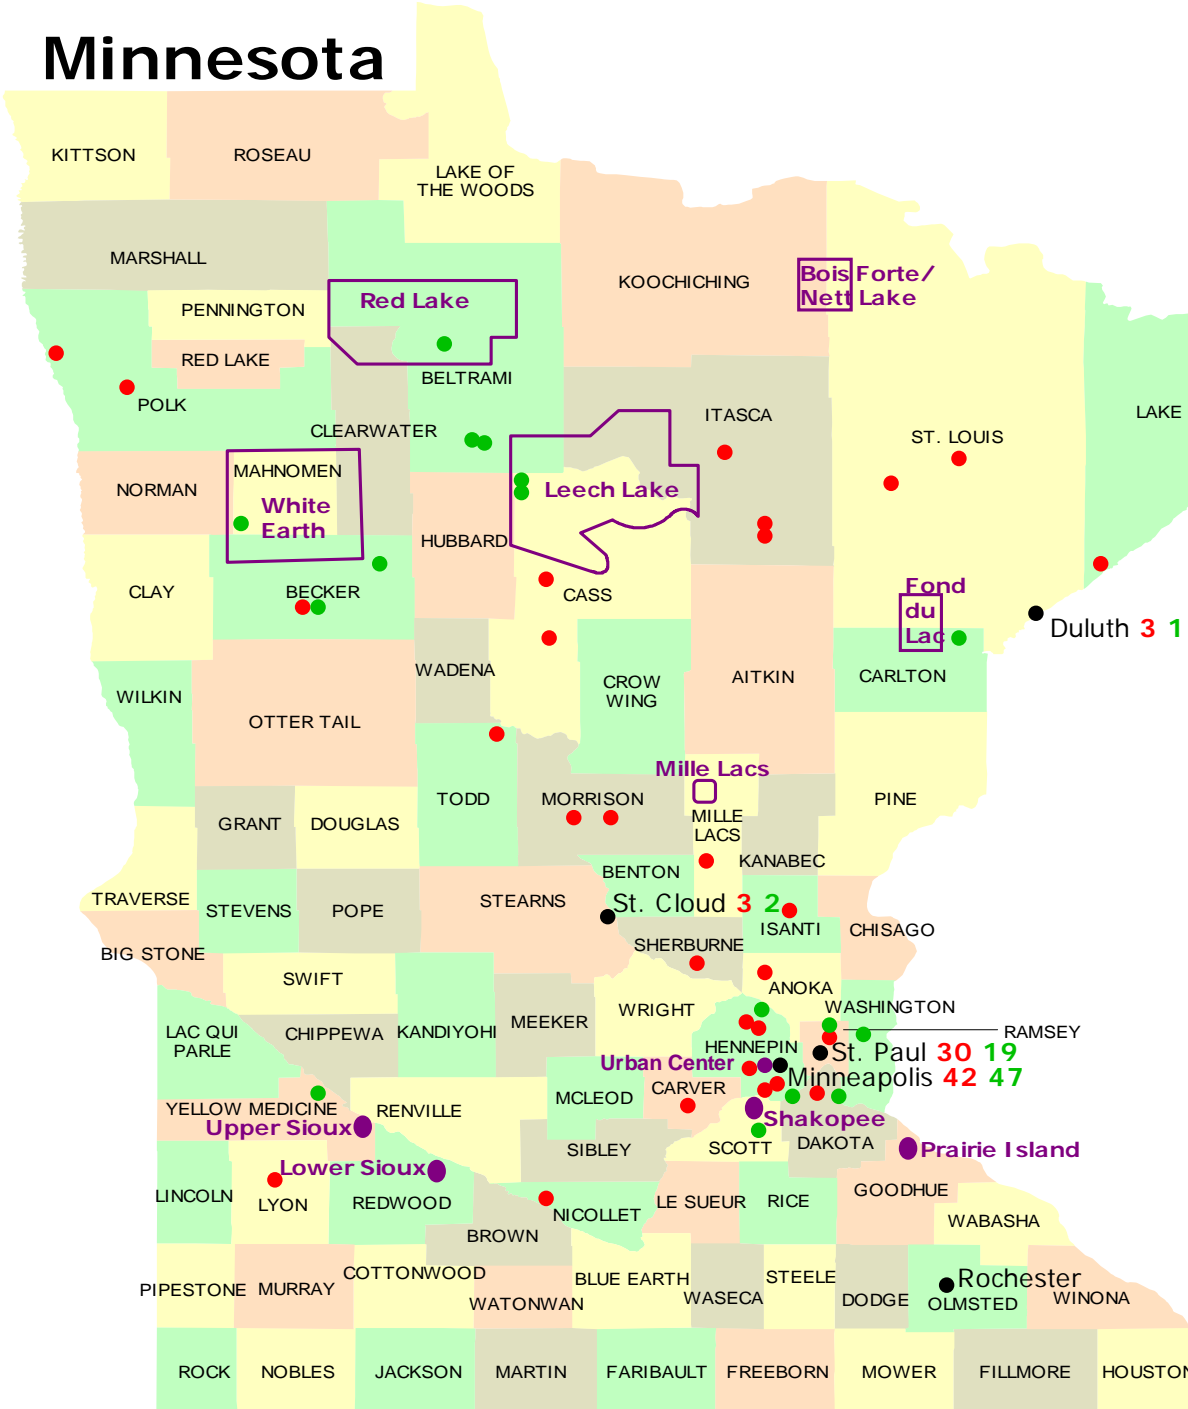 Minnesota
KITTSON
ROSEAU
LAKE OF
THE WOODS
MARSHALL
KOOCHICHING
Bois Forte/
Nett Lake
Red Lake
PENNINGTON
RED LAKE
BELTRAMI
POLK
CLEARWATER
ITASCA
ST. LOUIS
LAKE
NORMAN
MAHNOMEN
White
Earth
Leech Lake
HUBBARD
CLAY
BECKER
CASS
Fond
du
Lac
Duluth 3 1
WADENA
AITKIN
CARLTON
WILKIN
CROW
WING
OTTER TAIL
Mille Lacs
TODD
MORRISON
PINE
GRANT
DOUGLAS
MILLE
LACS
KANABEC
BENTON
TRAVERSE
STEVENS
POPE
STEARNS
St. Cloud 3 2
ISANTI
CHISAGO
BIG STONE
SHERBURNE
SWIFT
ANOKA
WRIGHT
WASHINGTON
LAC QUI
PARLE
CHIPPEWA
KANDIYOHI
MEEKER
RAMSEY
HENNEPIN
St. Paul 30 19
Urban Center
Minneapolis 42 47
CARVER
MCLEOD
YELLOW MEDICINE
RENVILLE
Upper Sioux
Shakopee
SIBLEY
SCOTT
DAKOTA
Prairie Island
Lower Sioux
LINCOLN
LYON
REDWOOD
NICOLLET
LE SUEUR
RICE
GOODHUE
WABASHA
BROWN
COTTONWOOD
BLUE EARTH
STEELE
Rochester
PIPESTONE
MURRAY
WATONWAN
WASECA
DODGE
OLMSTED
WINONA
ROCK
NOBLES
JACKSON
MARTIN
FARIBAULT
FREEBORN
MOWER
FILLMORE
HOUSTON